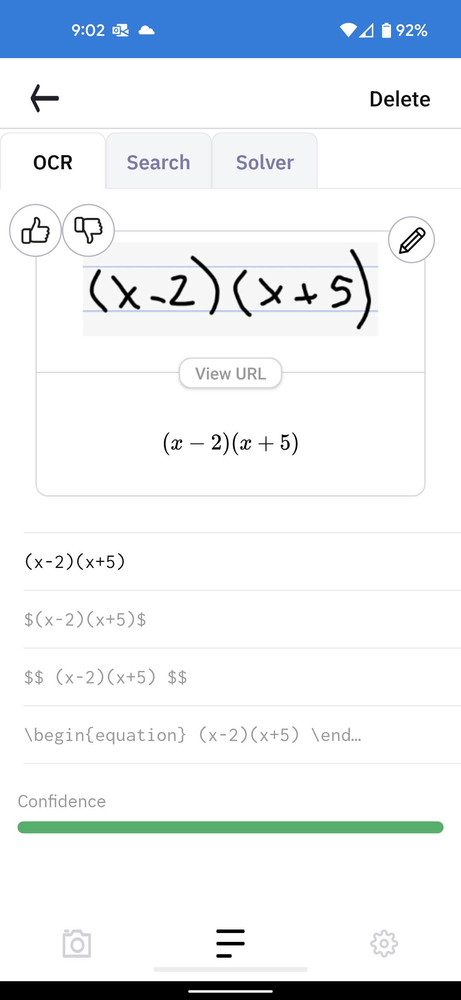 9:02 92%
Delete
OCR Search Solver
(x-2)(x+5)
View URL
(x − 2)(x + 5)
(x-2)(x+5)
$(x-2)(x+5)$
$$ (x-2)(x+5) $$
\begin{equation} (x-2)(x+5) \end…
Confidence